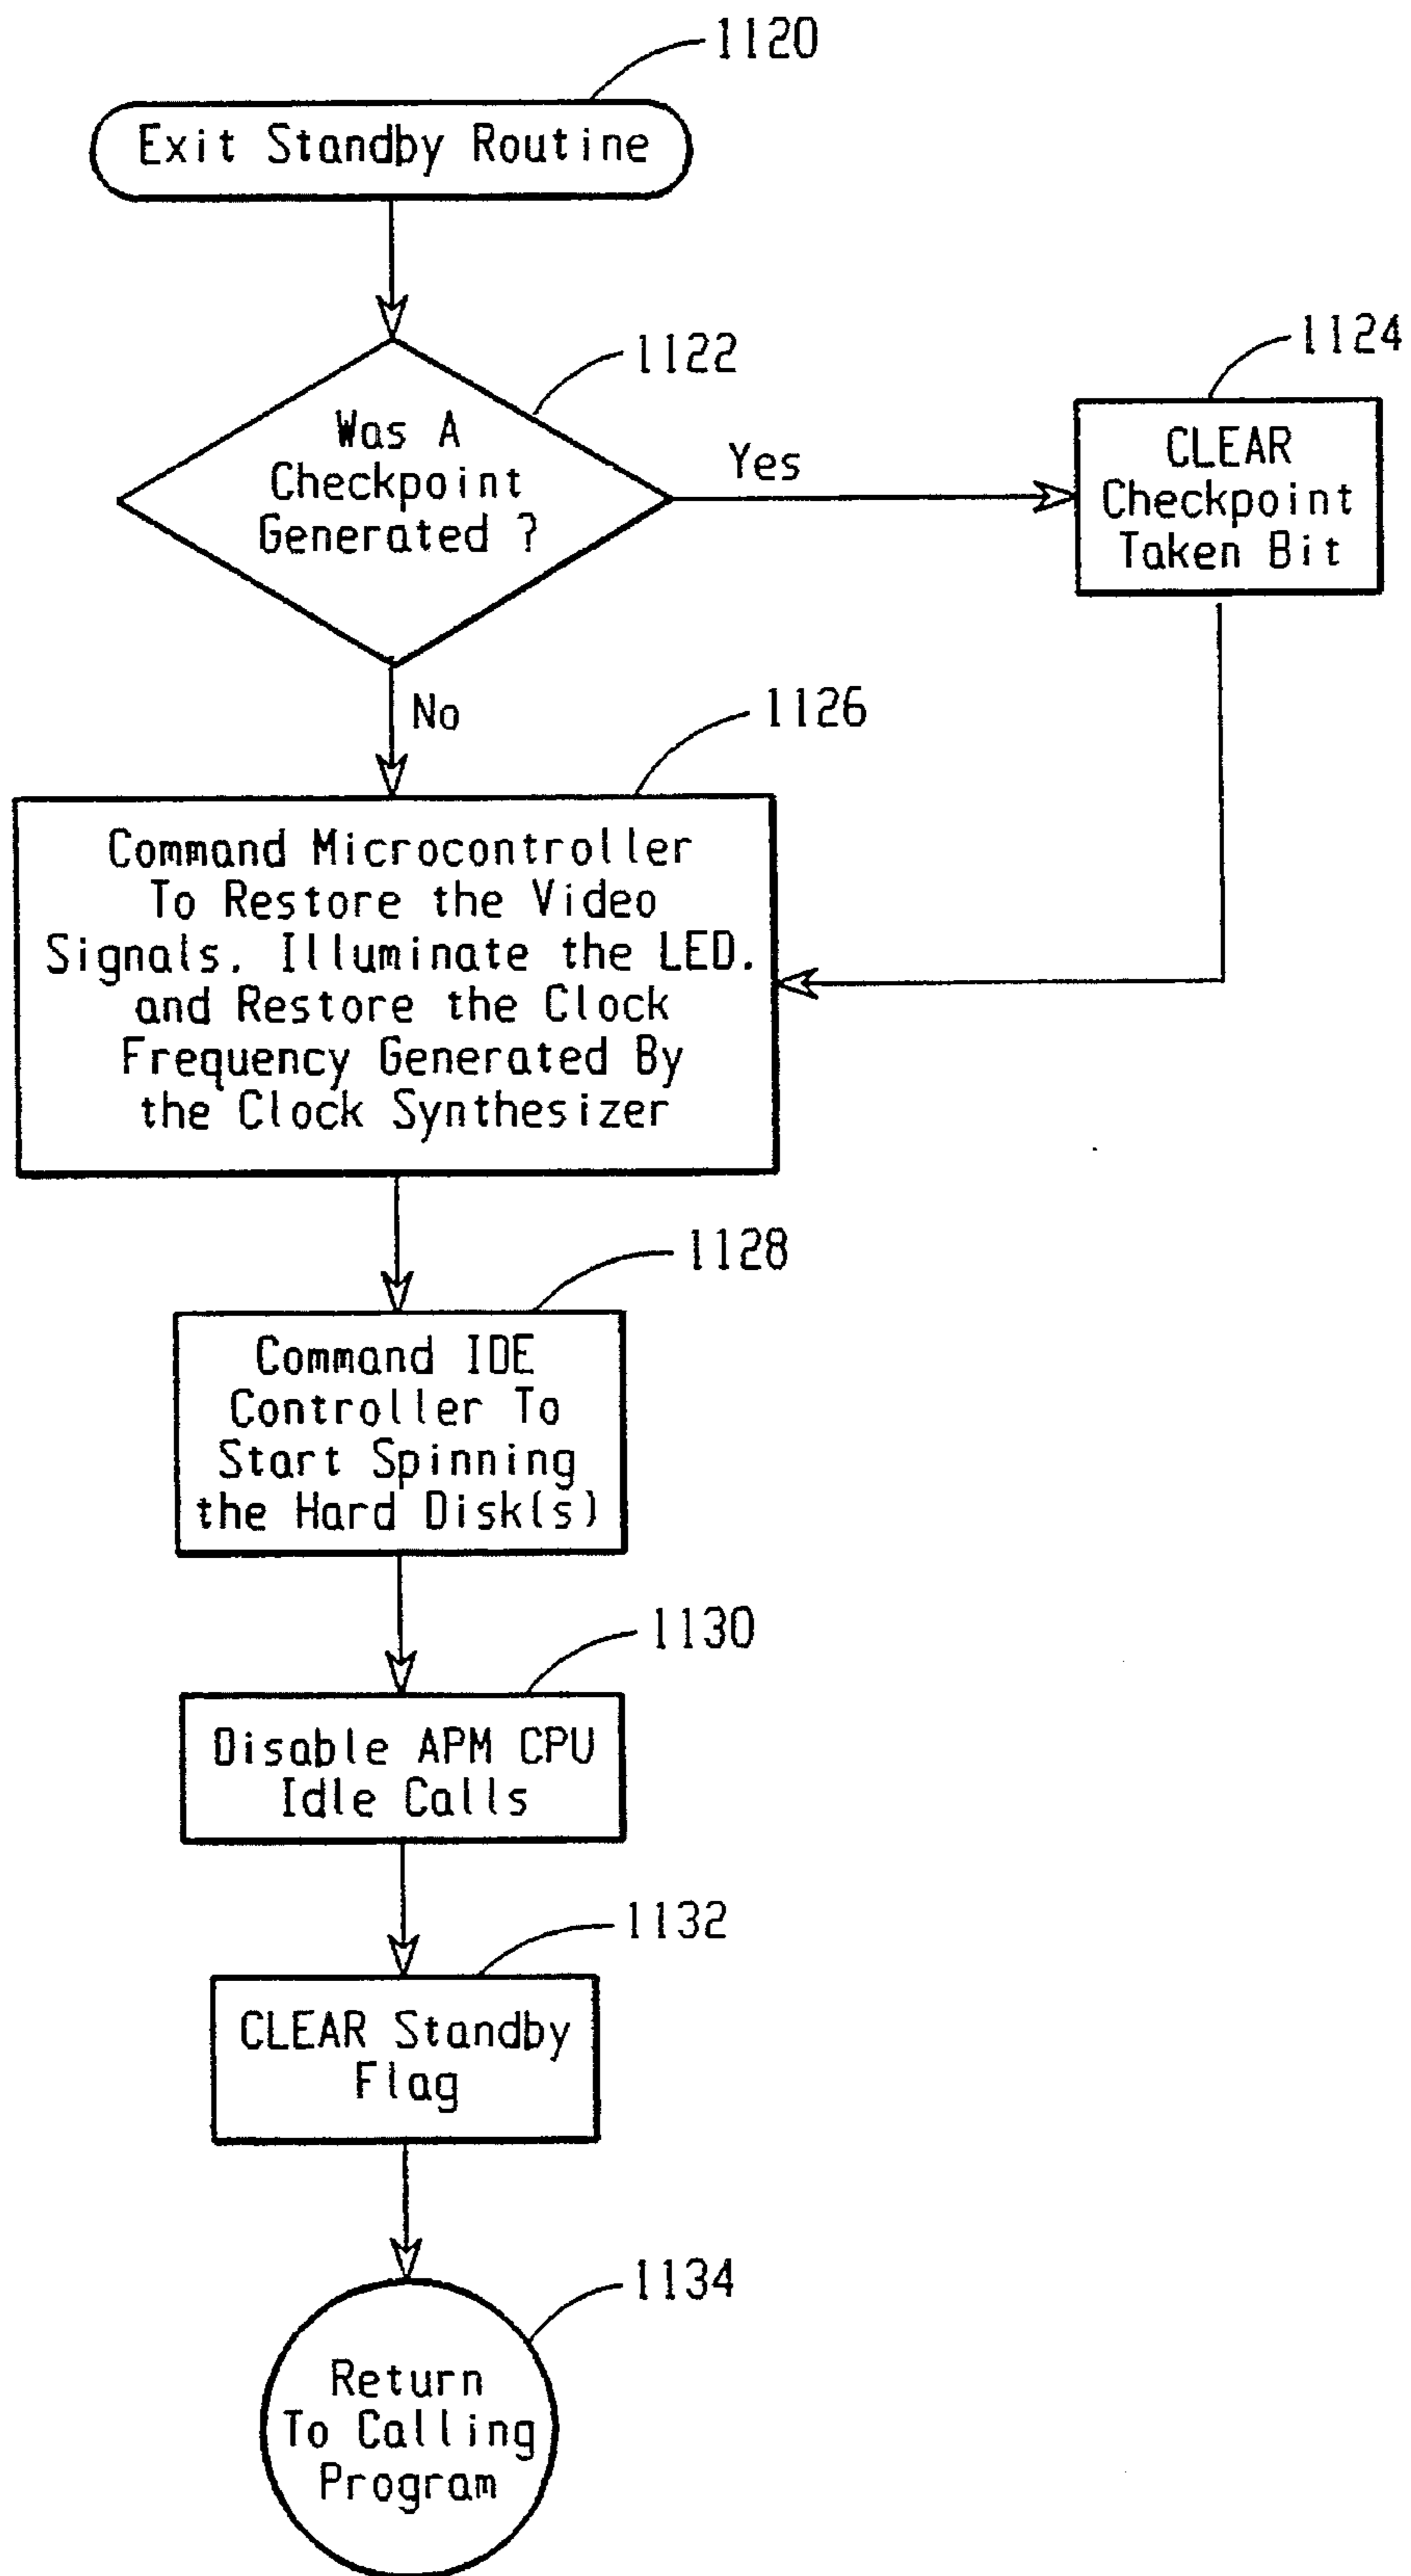 1120
Exit Standby Routine
1122
Was A
Checkpoint
Generated ?
Yes
1124
CLEAR
Checkpoint
Taken Bit
No
1126
Command Microcontroller
To Restore the Video
Signals, Illuminate the LED,
and Restore the Clock
Frequency Generated By
the Clock Synthesizer
1128
Command IDE
Controller To
Start Spinning
the Hard Disk(s)
1130
Disable APM CPU
Idle Calls
1132
CLEAR Standby
Flag
1134
Return
To Calling
Program